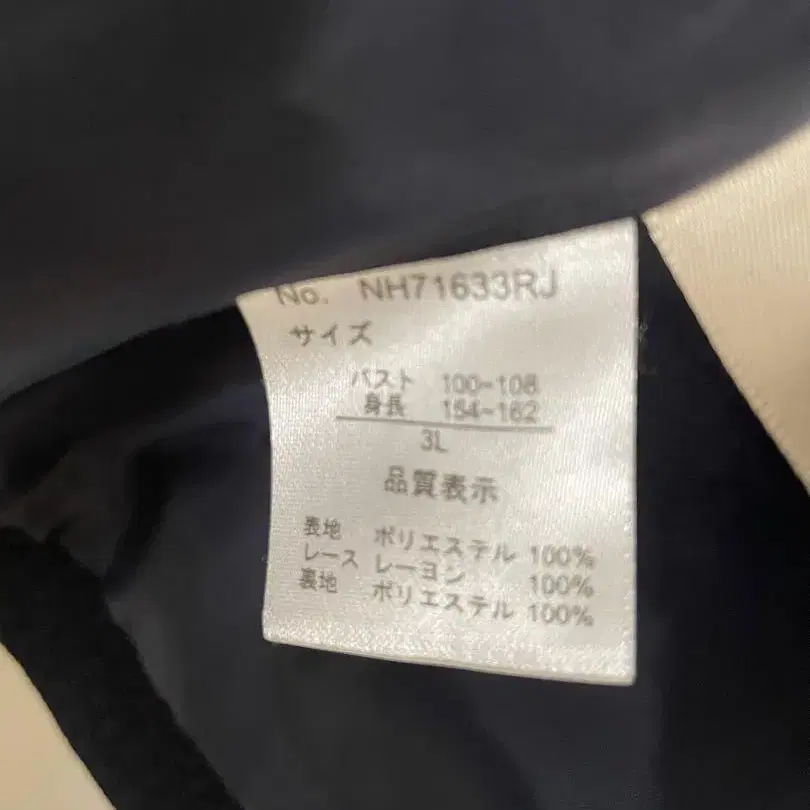 No. NH71633RJ
サイズ
バスト 100~108
身長 154~162
3L
品質表示
表地 ポリエステル 100%
レース レーヨン 100%
裏地 ポリエステル 100%